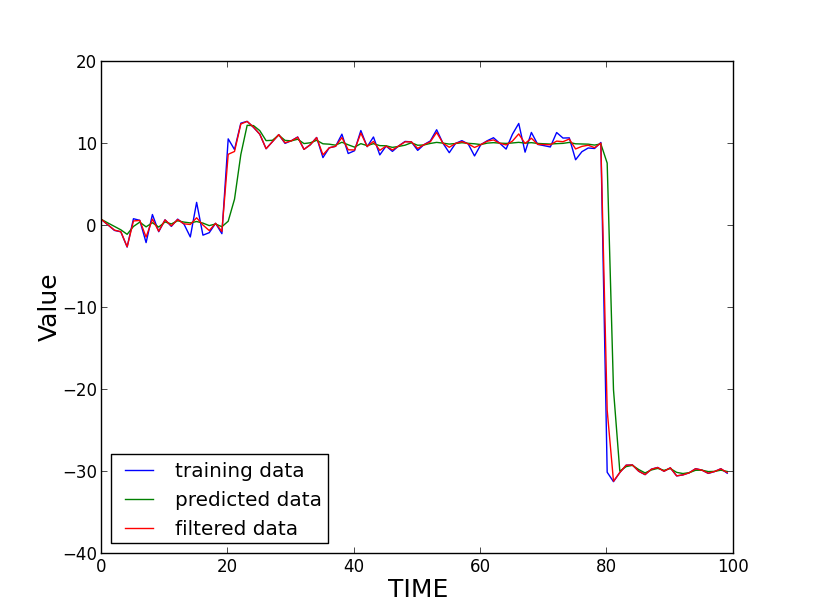 20
10
0
−10
−20
−30
−40
Value
training data
predicted data
filtered data
0 20 40 60 80 100
TIME